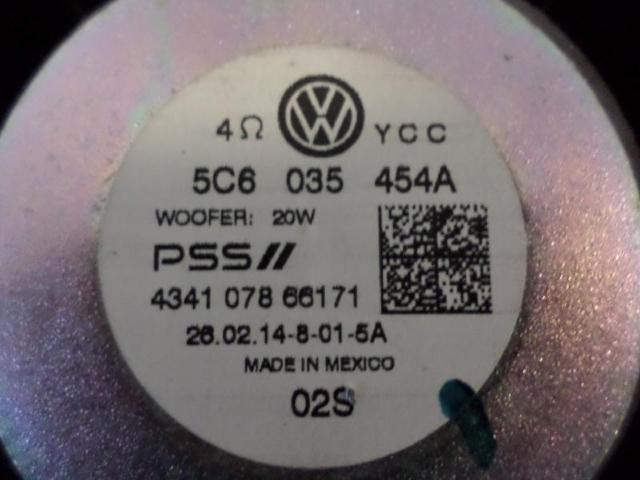 4Ω VW YCC
5C6 035 454A
WOOFER: 20W
PSS//
4341 078 66171
26.02.14-8-01-5A
MADE IN MEXICO
02S